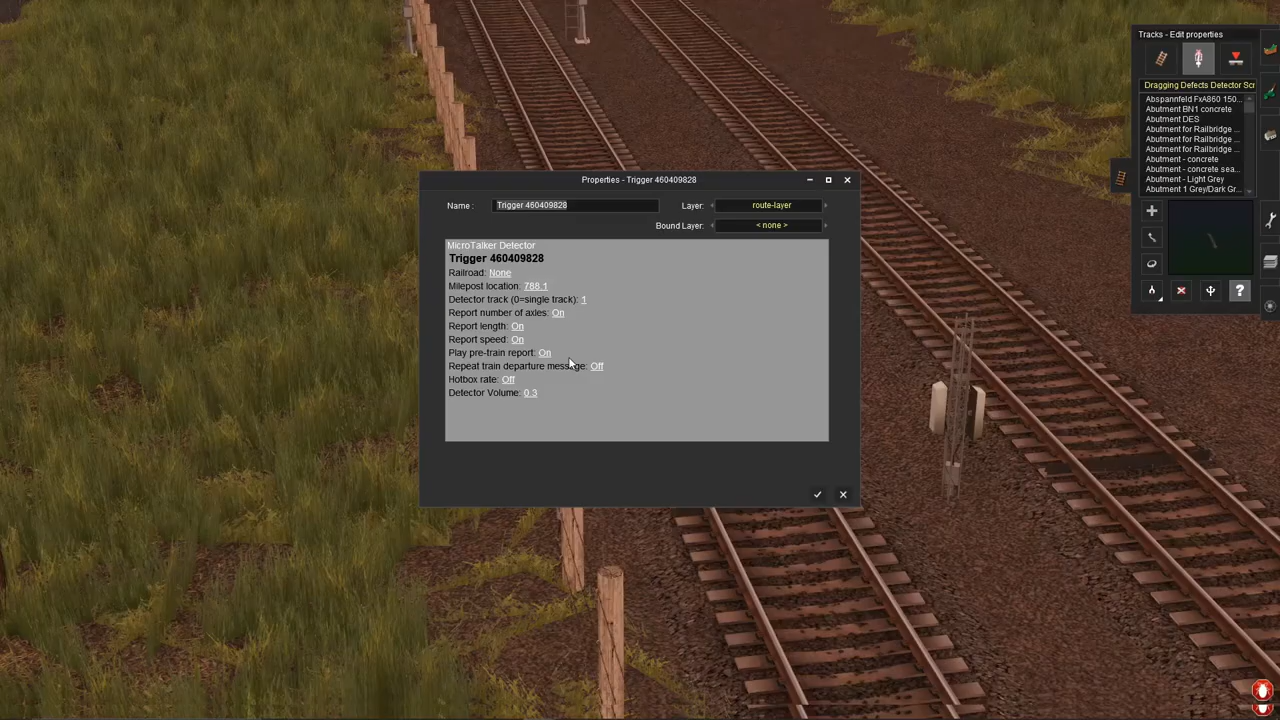 Tracks - Edit properties
Dragging Defects Detector Scr
Abspannfeld FxA860 150...
Abutment BN1 concrete
Abutment DES
Abutment for Railbridge ...
Abutment for Railbridge ...
Abutment for Railbridge ...
Abutment - concrete
Abutment - concrete sea...
Abutment - Light Grey
Abutment 1 Grey/Dark Gr...
Properties - Trigger 460409828
Name : Trigger 460409828 Layer: route-layer
Bound Layer: < none >
MicroTalker Detector
Trigger 460409828
Railroad: None
Milepost location: 788.1
Detector track (0=single track): 1
Report number of axles: On
Report length: On
Report speed: On
Play pre-train report: On
Repeat train departure message: Off
Hotbox rate: Off
Detector Volume: 0.3